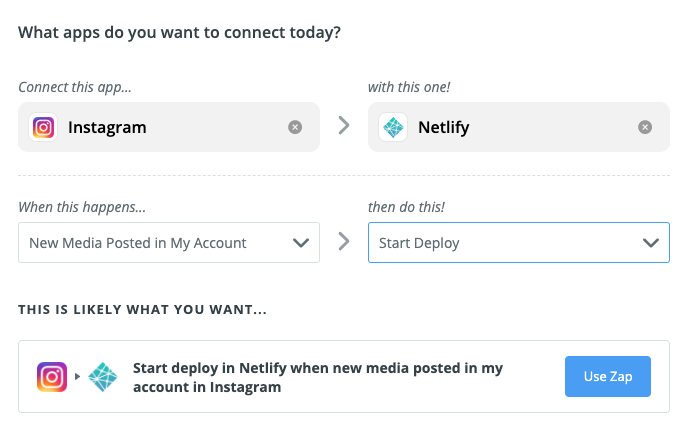 What apps do you want to connect today?
Connect this app...
with this one!
Instagram
Netlify
When this happens...
then do this!
New Media Posted in My Account
Start Deploy
THIS IS LIKELY WHAT YOU WANT...
Start deploy in Netlify when new media posted in my
account in Instagram
Use Zap